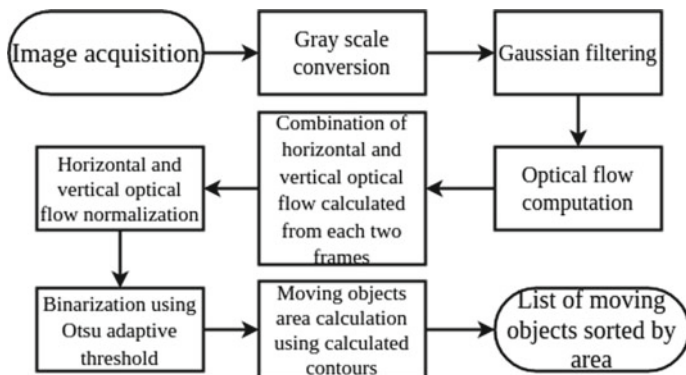 Image acquisition
Gray scale
conversion
Gaussian filtering
Optical flow
computation
Combination of
horizontal and
vertical optical
flow calculated
from each two
frames
Horizontal and
vertical optical
flow normalization
Binarization using
Otsu adaptive
threshold
Moving objects
area calculation
using calculated
contours
List of moving
objects sorted by
area